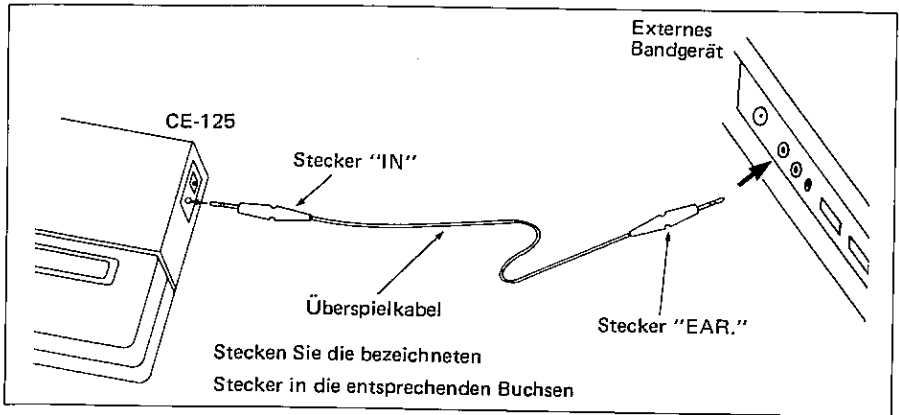 Externes
Bandgerät
CE-125
Stecker "IN"
Überspielkabel
Stecker "EAR."
Stecken Sie die bezeichneten
Stecker in die entsprechenden Buchsen